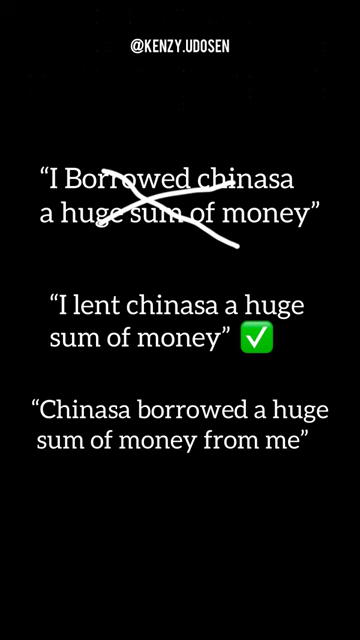 @KENZY.UDOSEN
“I Borrowed chinasa
a huge sum of money”
“I lent chinasa a huge
sum of money” ✅
“Chinasa borrowed a huge
sum of money from me”